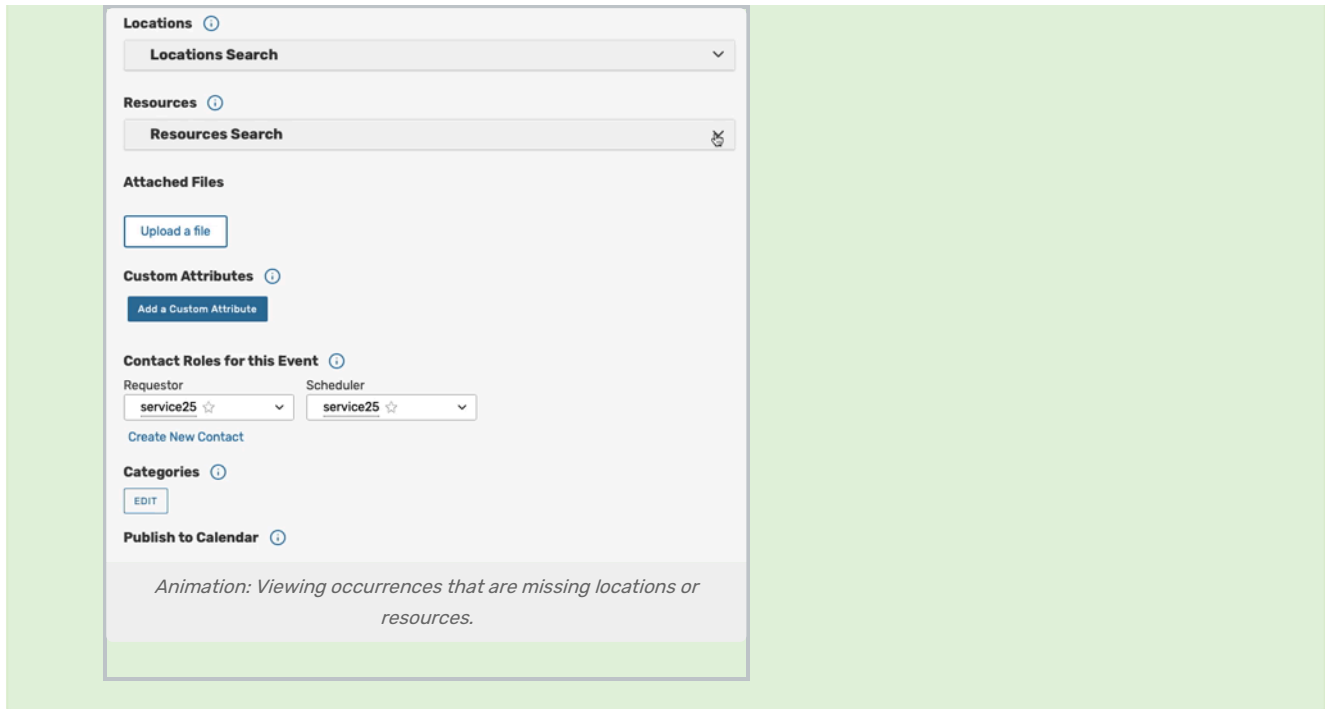 Locations
Locations Search
Resources
Resources Search
Attached Files
Upload a file
Custom Attributes
Add a Custom Attribute
Contact Roles for this Event
Requestor Scheduler
service25 service25
Create New Contact
Categories
EDIT
Publish to Calendar
Animation: Viewing occurrences that are missing locations or
resources.